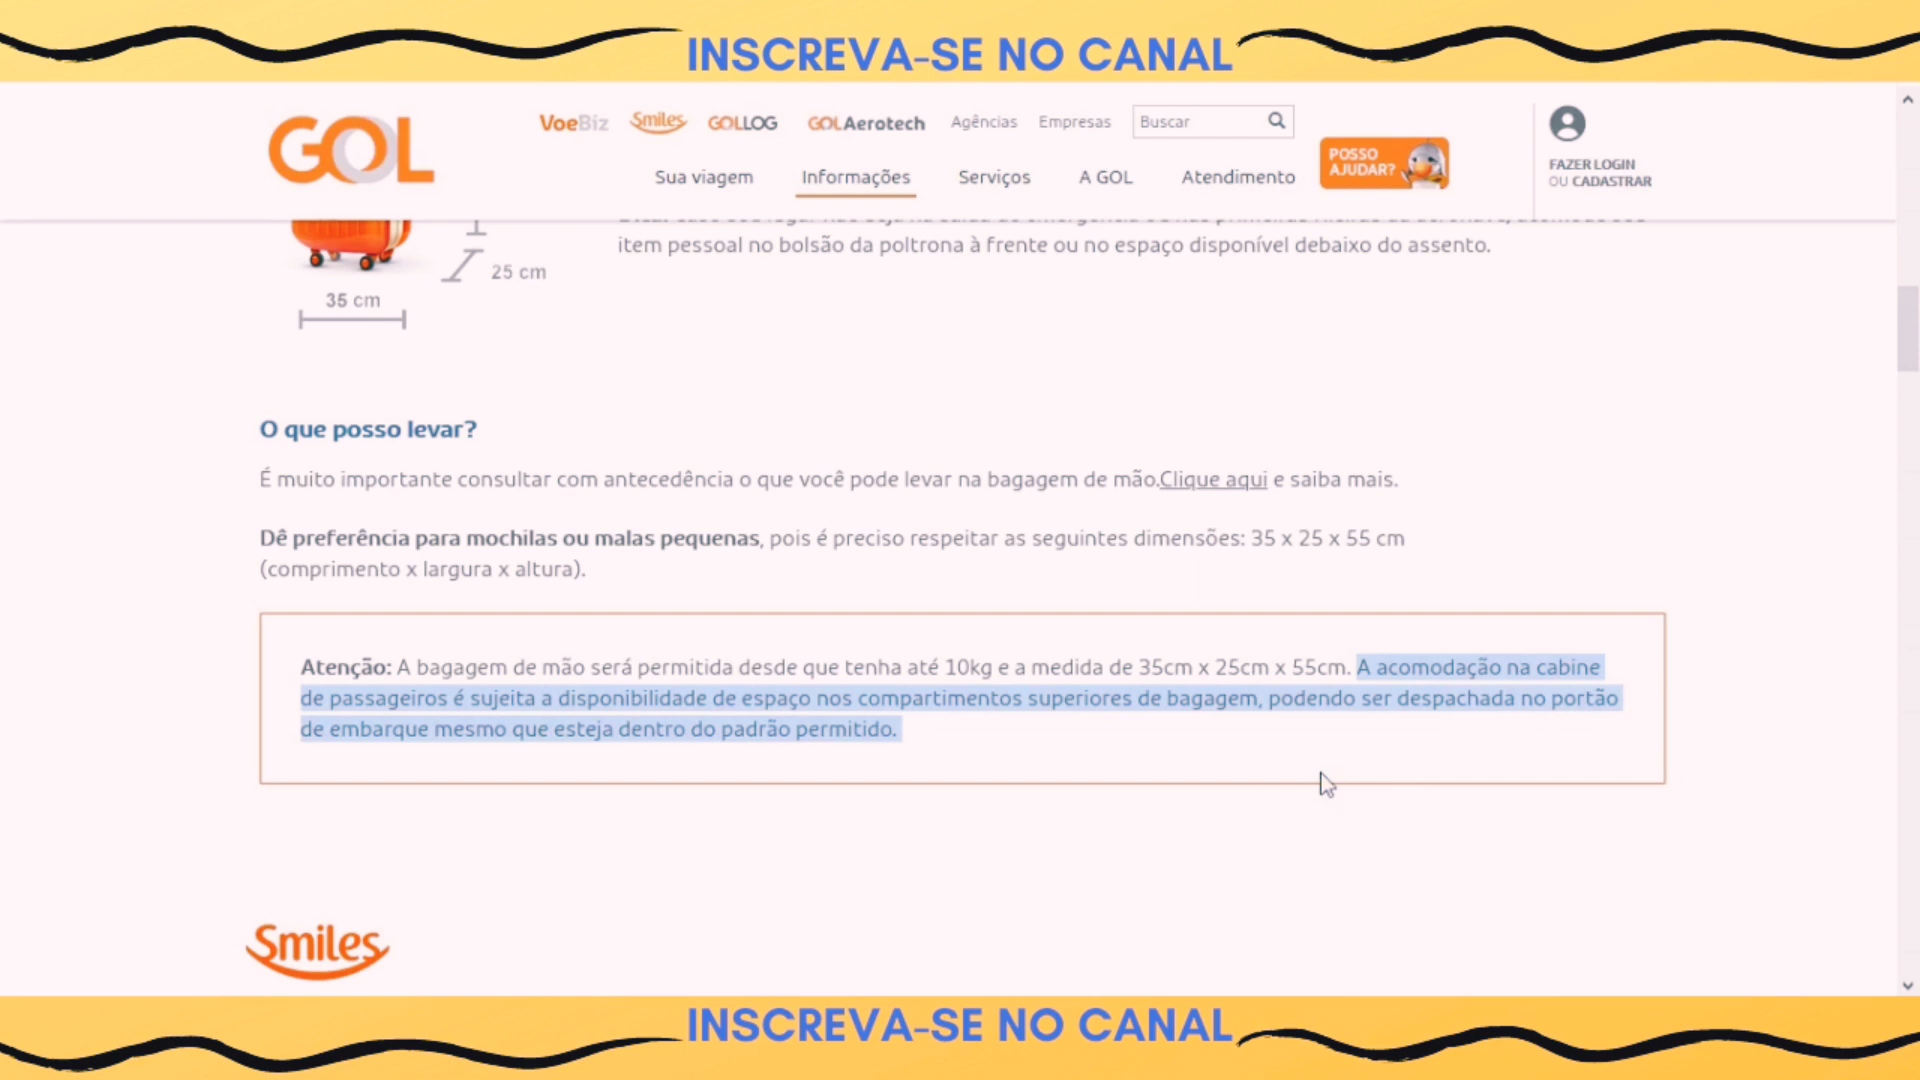 INSCREVA-SE NO CANAL
GOL
VoeBiz Smiles GOLLOG GOLAerotech Agências Empresas Buscar
POSSO AJUDAR?
FAZER LOGIN
OU CADASTRAR
Sua viagem Informações Serviços A GOL Atendimento
item pessoal no bolsão da poltrona à frente ou no espaço disponível debaixo do assento.
25 cm
35 cm
O que posso levar?
É muito importante consultar com antecedência o que você pode levar na bagagem de mão.Clique aqui e saiba mais.
Dê preferência para mochilas ou malas pequenas, pois é preciso respeitar as seguintes dimensões: 35 x 25 x 55 cm
(comprimento x largura x altura).
Atenção: A bagagem de mão será permitida desde que tenha até 10kg e a medida de 35cm x 25cm x 55cm. A acomodação na cabine
de passageiros é sujeita a disponibilidade de espaço nos compartimentos superiores de bagagem, podendo ser despachada no portão
de embarque mesmo que esteja dentro do padrão permitido.
Smiles
INSCREVA-SE NO CANAL